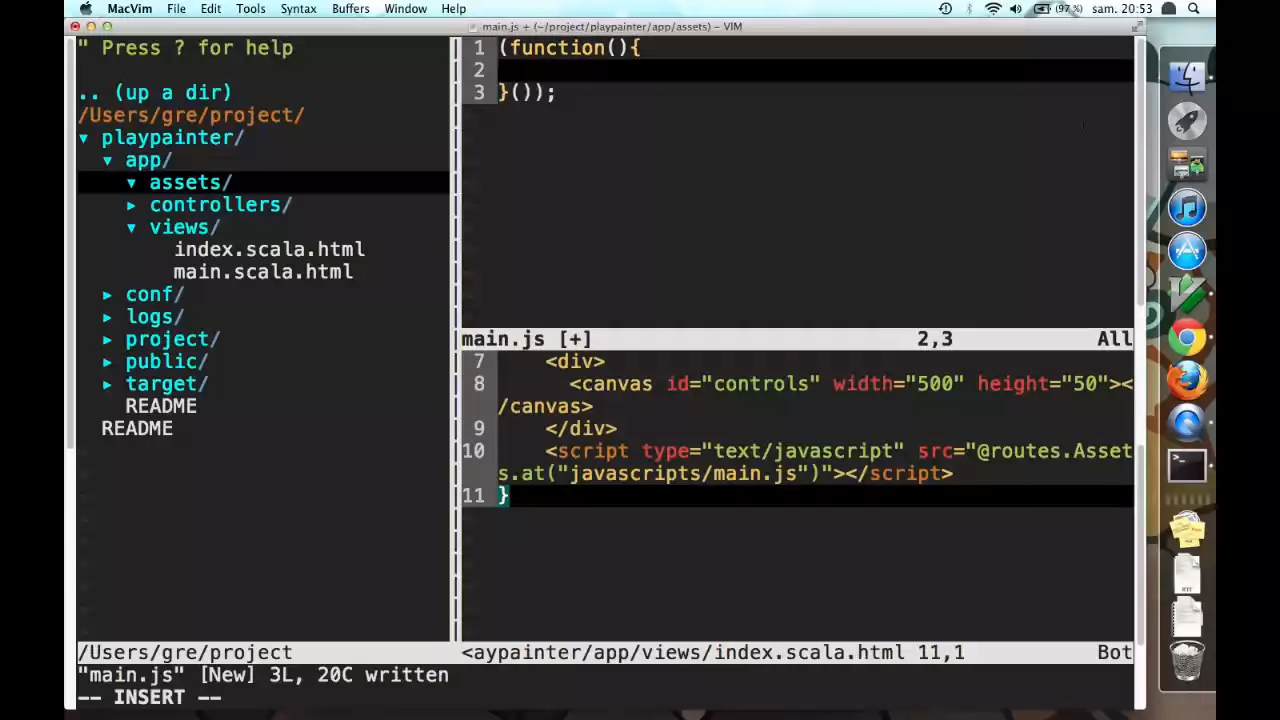 MacVim File Edit Tools Syntax Buffers Window Help (97 %) sam. 20:53
main.js + (~/project/playpainter/app/assets) – VIM
" Press ? for help
.. (up a dir)
/Users/gre/project/
▾ playpainter/
▾ app/
▾ assets/
▸ controllers/
▾ views/
index.scala.html
main.scala.html
▸ conf/
▸ logs/
▸ project/
▸ public/
▸ target/
README
README
/Users/gre/project
1 (function(){
2
3 }());
main.js [+] 2,3 All
7 <div>
8 <canvas id="controls" width="500" height="50"><
/canvas>
9 </div>
10 <script type="text/javascript" src="@routes.Asset
s.at("javascripts/main.js")"></script>
11 }
<aypainter/app/views/index.scala.html 11,1 Bot
"main.js" [New] 3L, 20C written
-- INSERT --